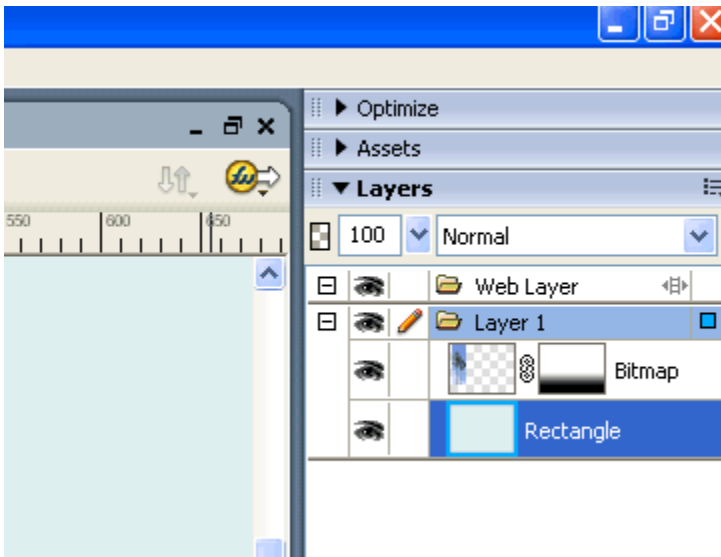 Optimize
Assets
Layers
550 600 650
100 Normal
Web Layer
Layer 1
Bitmap
Rectangle